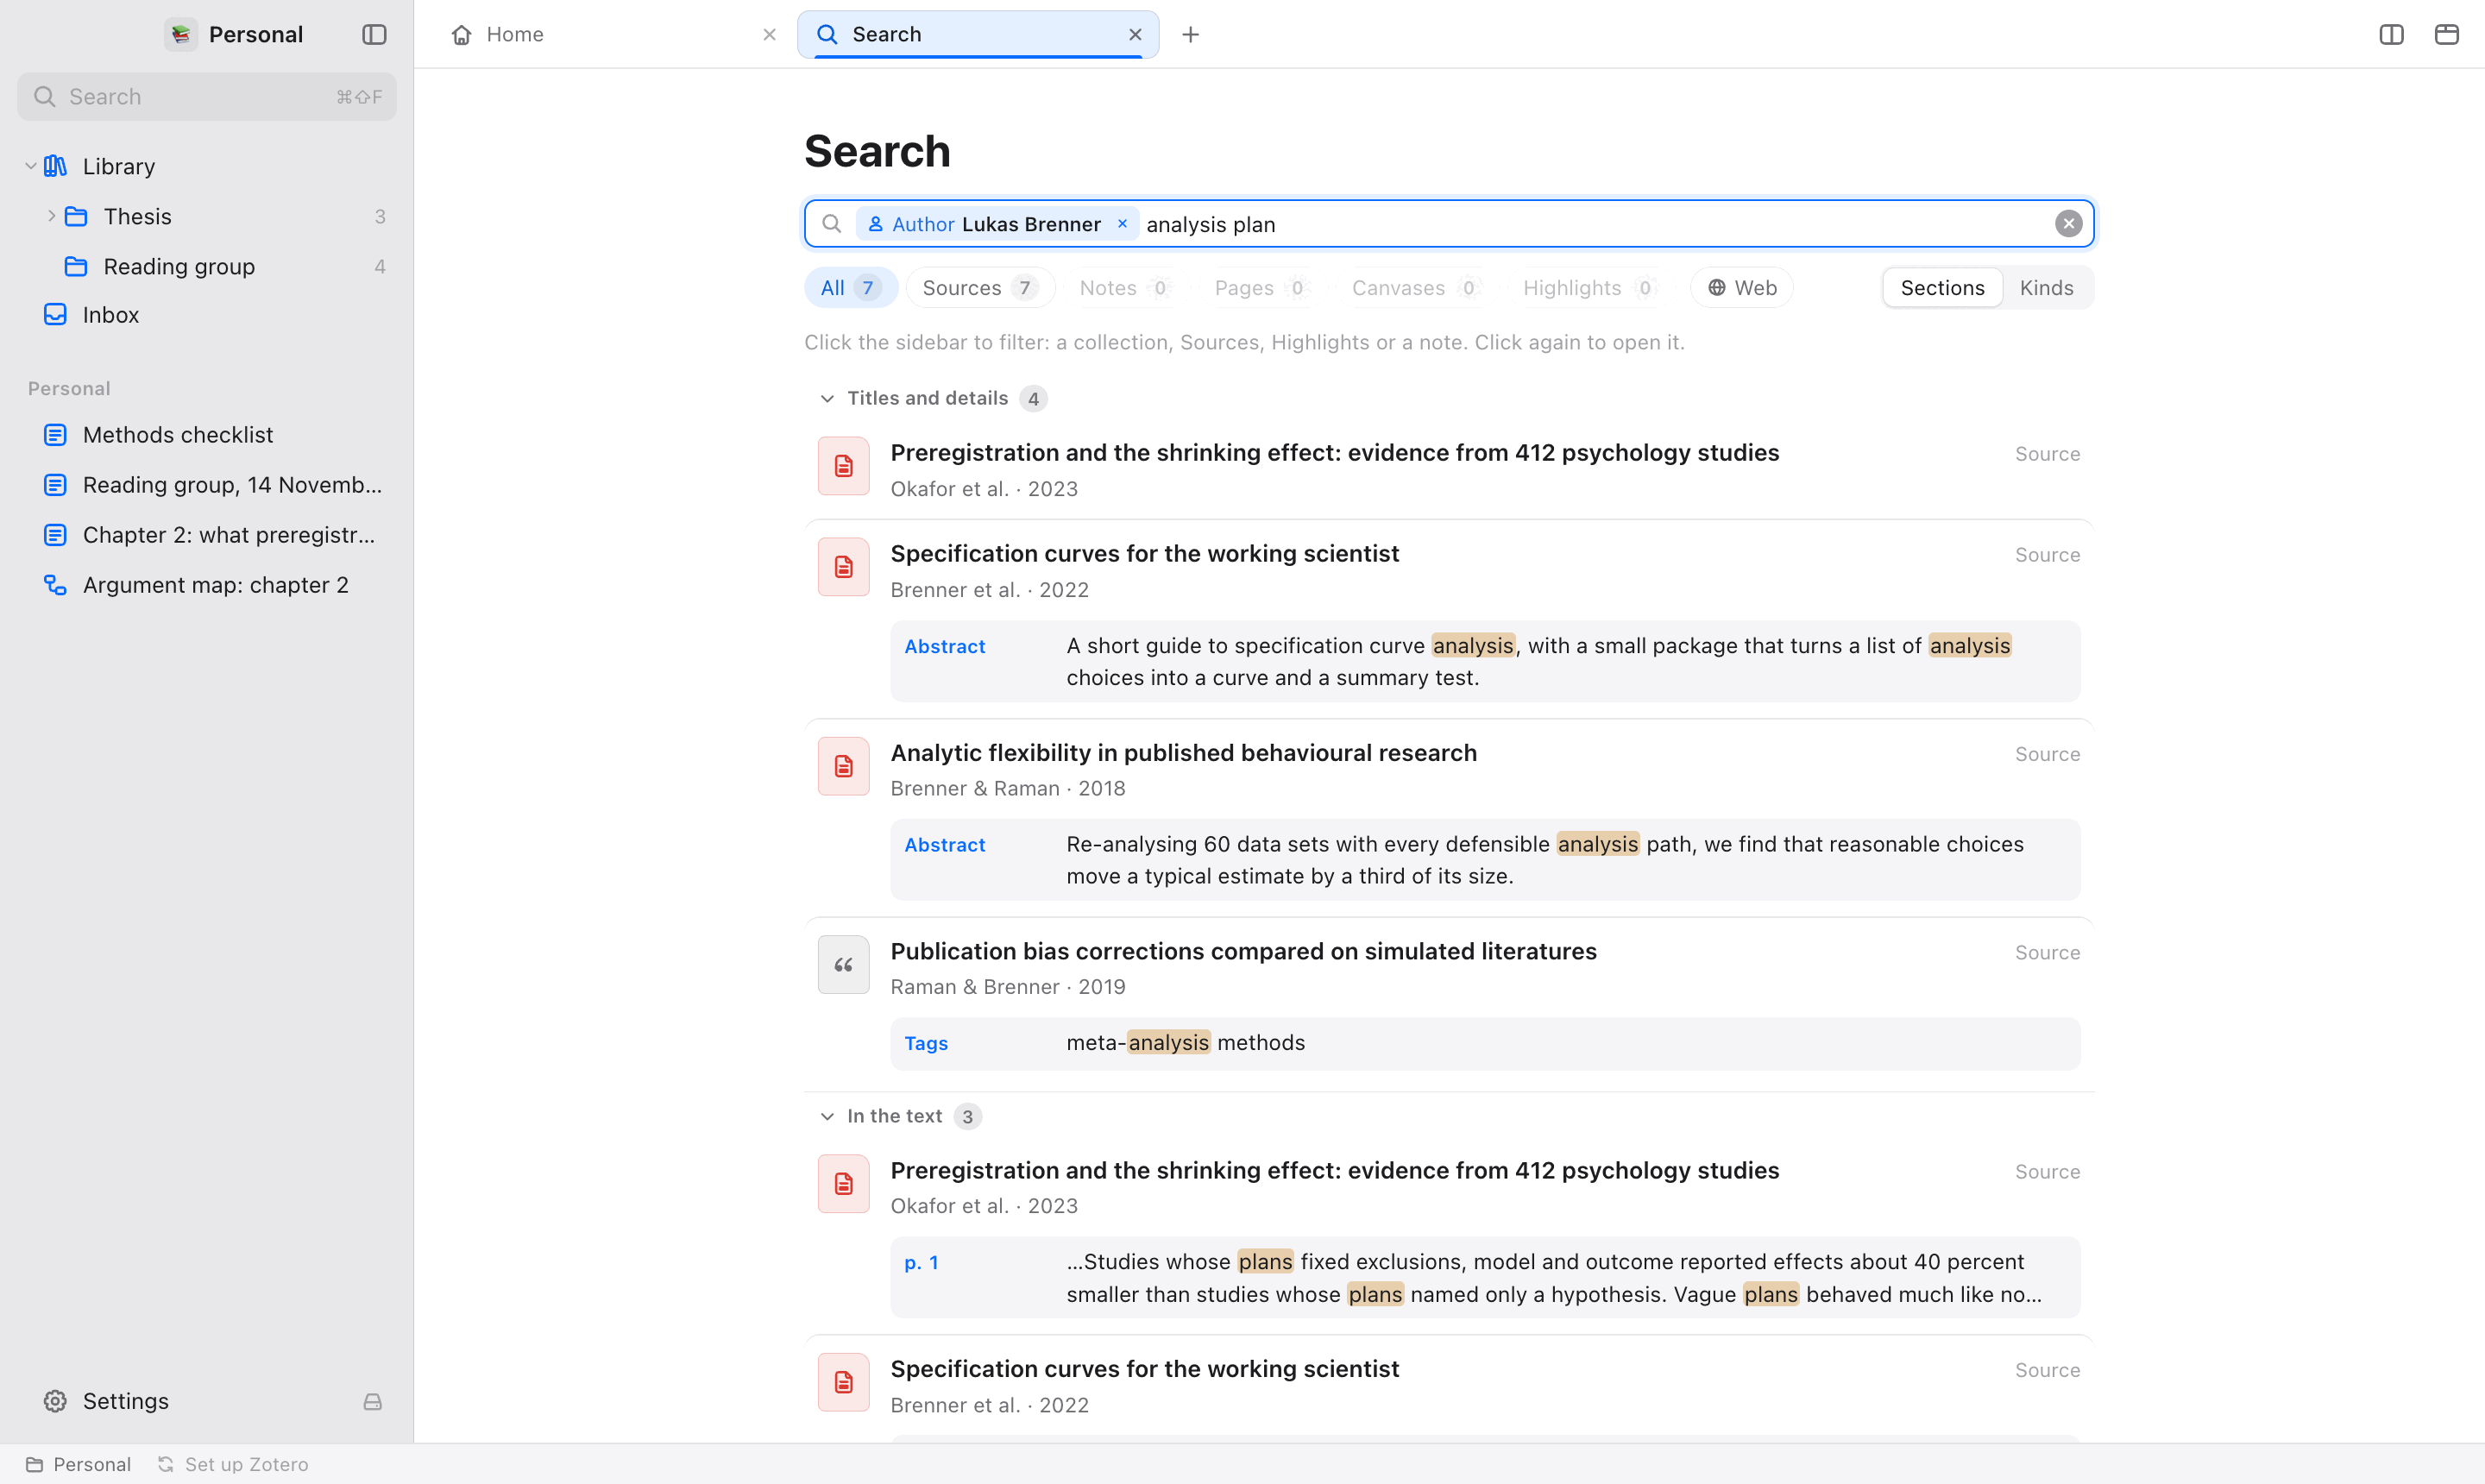 Personal
Home
Search
Search ⌘⇧F
Library
Thesis 3
Reading group 4
Inbox
Personal
Methods checklist
Reading group, 14 Novemb...
Chapter 2: what preregistr...
Argument map: chapter 2
Settings
Personal
Set up Zotero
Search
Author Lukas Brenner × analysis plan
All 7
Sources 7
Notes 0
Pages 0
Canvases 0
Highlights 0
Web
Sections
Kinds
Click the sidebar to filter: a collection, Sources, Highlights or a note. Click again to open it.
Titles and details 4
Preregistration and the shrinking effect: evidence from 412 psychology studies
Source
Okafor et al. · 2023
Specification curves for the working scientist
Source
Brenner et al. · 2022
Abstract
A short guide to specification curve analysis, with a small package that turns a list of analysis
choices into a curve and a summary test.
Analytic flexibility in published behavioural research
Source
Brenner & Raman · 2018
Abstract
Re-analysing 60 data sets with every defensible analysis path, we find that reasonable choices
move a typical estimate by a third of its size.
Publication bias corrections compared on simulated literatures
Source
Raman & Brenner · 2019
Tags
meta-analysis methods
In the text 3
Preregistration and the shrinking effect: evidence from 412 psychology studies
Source
Okafor et al. · 2023
p. 1
...Studies whose plans fixed exclusions, model and outcome reported effects about 40 percent
smaller than studies whose plans named only a hypothesis. Vague plans behaved much like no...
Specification curves for the working scientist
Source
Brenner et al. · 2022